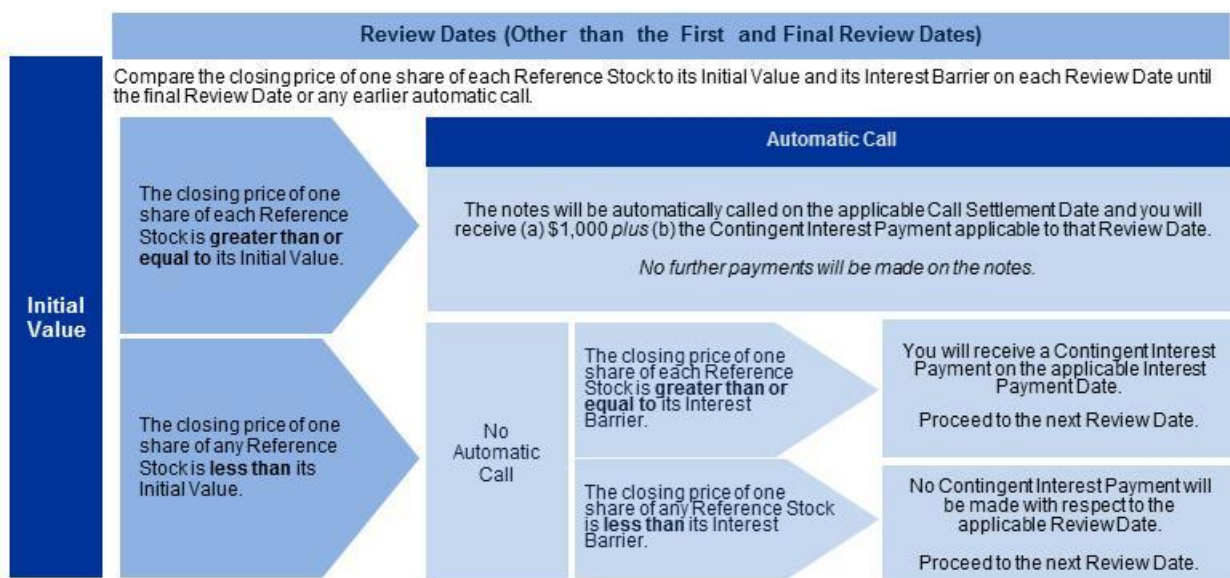 Review Dates (Other than the First and Final Review Dates)
Compare the closing price of one share of each Reference Stock to its Initial Value and its Interest Barrier on each Review Date until
the final Review Date or any earlier automatic call.
Initial
Value
The closing price of one
share of each Reference
Stock is greater than or
equal to its Initial Value.
Automatic Call
The notes will be automatically called on the applicable Call Settlement Date and you will
receive (a) $1,000 plus (b) the Contingent Interest Payment applicable to that Review Date.
No further payments will be made on the notes.
The closing price of one
share of any Reference
Stock is less than its
Initial Value.
No
Automatic
Call
The closing price of one
share of each Reference
Stock is greater than or
equal to its Interest
Barrier.
You will receive a Contingent Interest
Payment on the applicable Interest
Payment Date.
Proceed to the next Review Date.
The closing price of one
share of any Reference Stock
is less than its Interest
Barrier.
No Contingent Interest Payment will
be made with respect to the
applicable Review Date.
Proceed to the next Review Date.